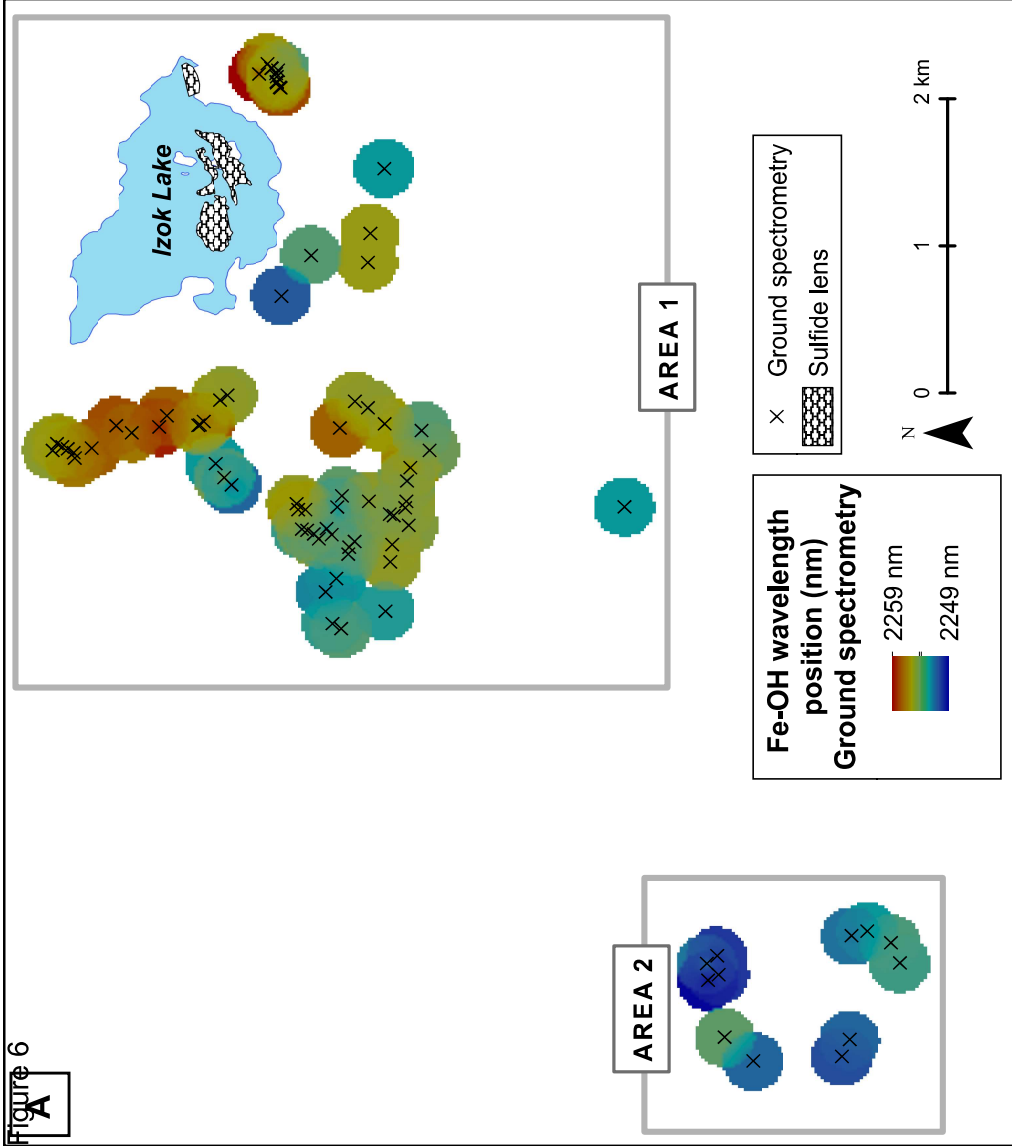 Figure 6
A
Izok Lake
AREA 1
AREA 2
Fe-OH wavelength
position (nm)
Ground spectrometry
2259 nm
2249 nm
Ground spectrometry
Sulfide lens
N
0
1
2 km